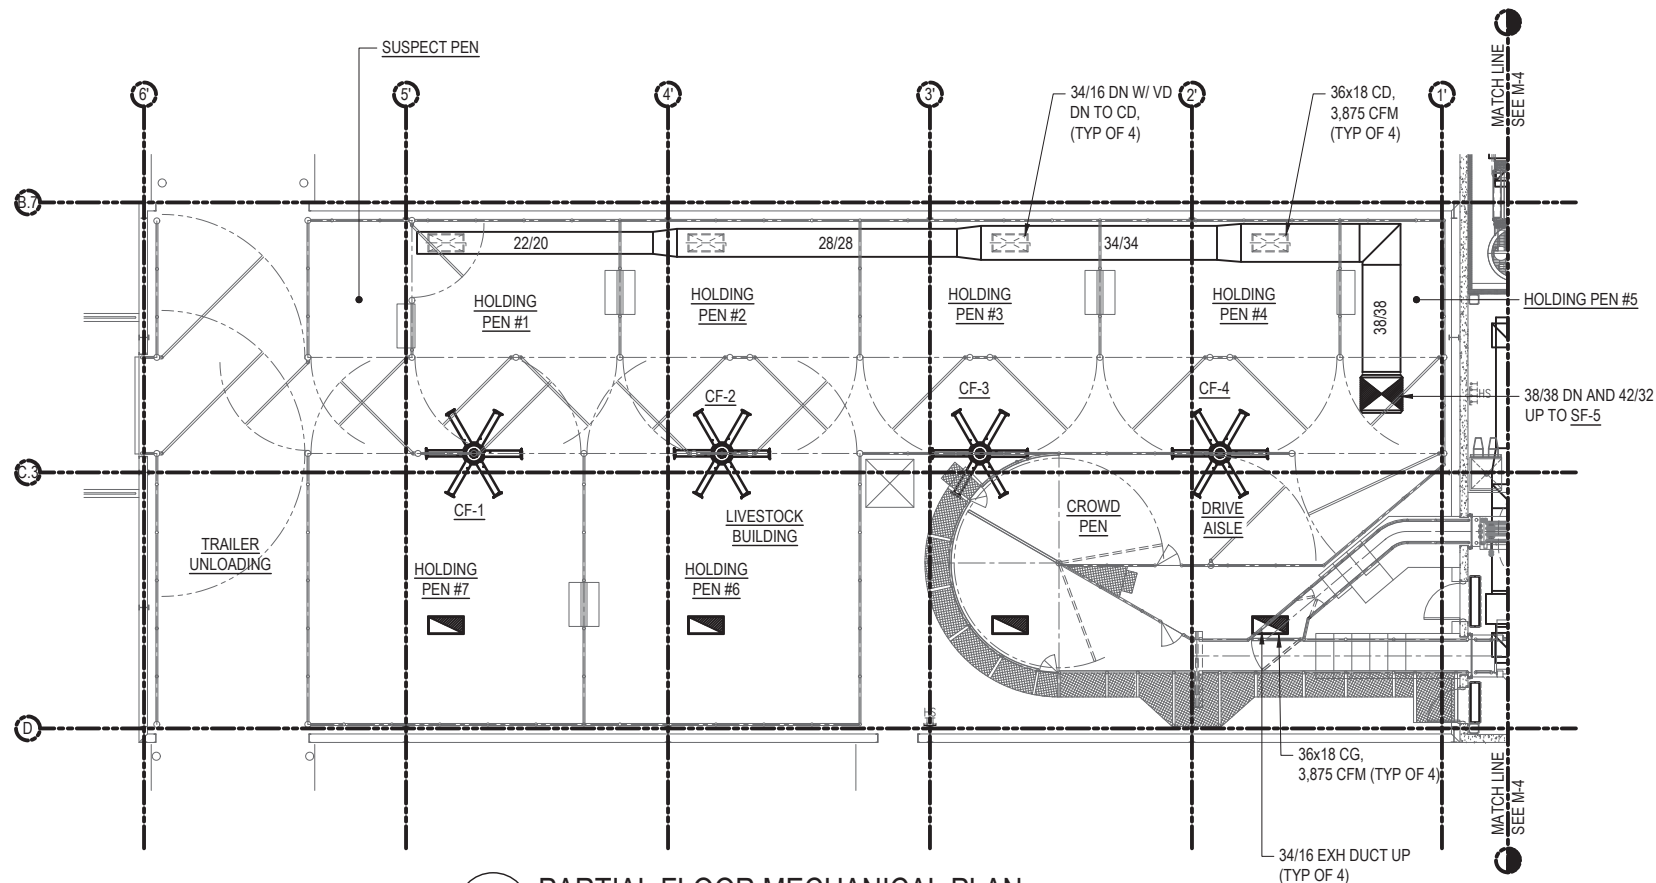 SUSPECT PEN
6'
5'
4'
3'
2'
1'
34/16 DN W/ VD
DN TO CD,
(TYP OF 4)
36x18 CD,
3,875 CFM
(TYP OF 4)
MATCH LINE
SEE M-4
B.7
22/20
28/28
34/34
38/38
HOLDING
PEN #1
HOLDING
PEN #2
HOLDING
PEN #3
HOLDING
PEN #4
HOLDING PEN #5
CF-2
CF-3
CF-4
HS
38/38 DN AND 42/32
UP TO SF-5
C.3
CF-1
LIVESTOCK
BUILDING
CROWD
PEN
DRIVE
AISLE
TRAILER
UNLOADING
HOLDING
PEN #7
HOLDING
PEN #6
D
HS
36x18 CG,
3,875 CFM (TYP OF 4)
MATCH LINE
SEE M-4
34/16 EXH DUCT UP
(TYP OF 4)
PARTIAL FLOOR MECHANICAL PLAN